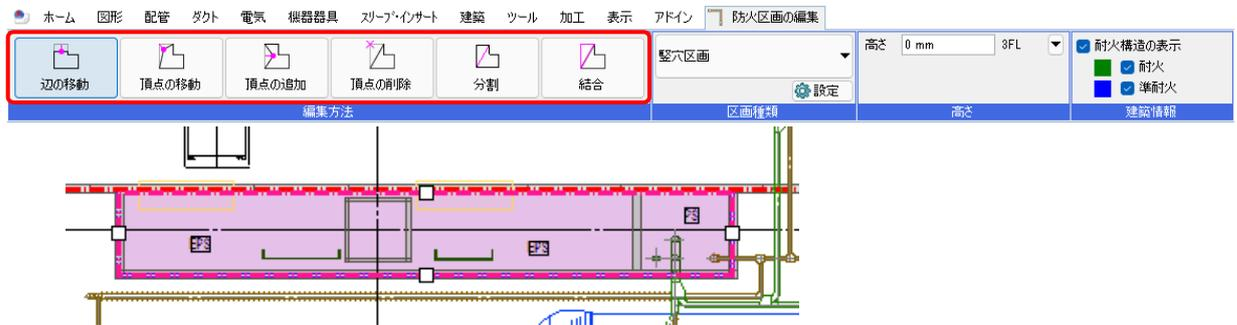 ホーム 図形 配管 ダクト 電気 機器器具 スリーブ・インサート 建築 ツール 加工 表示 アドイン 防火区画の編集
辺の移動 頂点の移動 頂点の追加 頂点の削除 分割 結合
編集方法
竪穴区画
設定
区画種類
高さ 0 mm 3FL
高さ
耐火構造の表示
耐火
準耐火
建築情報
PS
EPS EPS